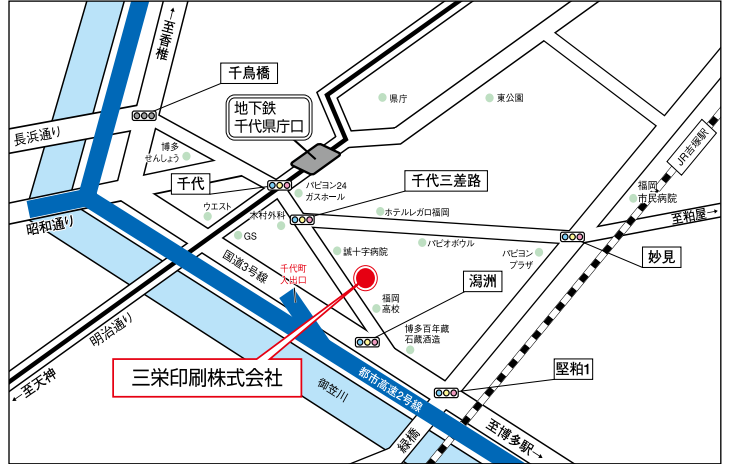 ←至香椎
千鳥橋
長浜通り
博多
せんしょう
地下鉄
千代県庁口
県庁
東公園
JR吉塚駅
千代
パピヨン24
ガスホール
千代三差路
ウエスト
木村外科
ホテルレガロ福岡
福岡
市民病院
至粕屋→
昭和通り
GS
誠十字病院
パピオボウル
パピヨン
プラザ
妙見
国道3号線
千代町
入出口
潟洲
福岡
高校
明治通り
博多百年蔵
石蔵酒造
三栄印刷株式会社
堅粕1
←至天神
御笠川
都市高速2号線
緑橋
至博多駅→